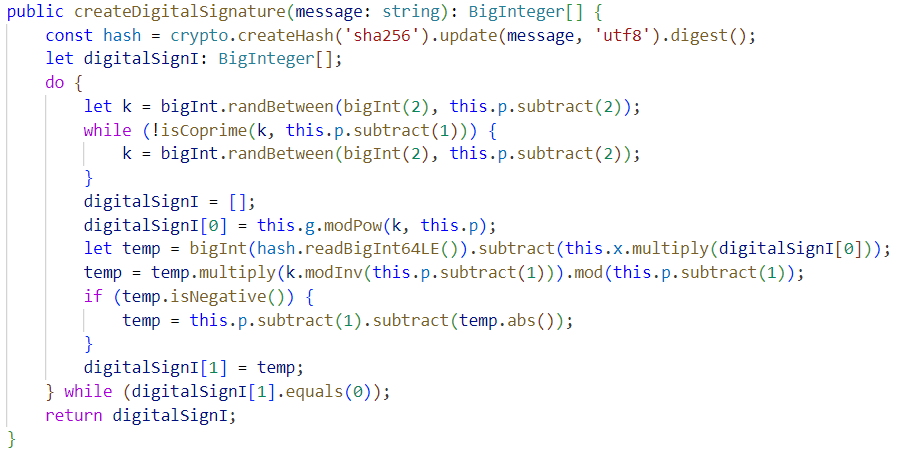 public createDigitalSignature(message: string): BigInteger[] {
    const hash = crypto.createHash('sha256').update(message, 'utf8').digest();
    let digitalSignI: BigInteger[];
    do {
        let k = bigInt.randBetween(bigInt(2), this.p.subtract(2));
        while (!isCoprime(k, this.p.subtract(1))) {
            k = bigInt.randBetween(bigInt(2), this.p.subtract(2));
        }
        digitalSignI = [];
        digitalSignI[0] = this.g.modPow(k, this.p);
        let temp = bigInt(hash.readBigInt64LE()).subtract(this.x.multiply(digitalSignI[0]));
        temp = temp.multiply(k.modInv(this.p.subtract(1))).mod(this.p.subtract(1));
        if (temp.isNegative()) {
            temp = this.p.subtract(1).subtract(temp.abs());
        }
        digitalSignI[1] = temp;
    } while (digitalSignI[1].equals(0));
    return digitalSignI;
}